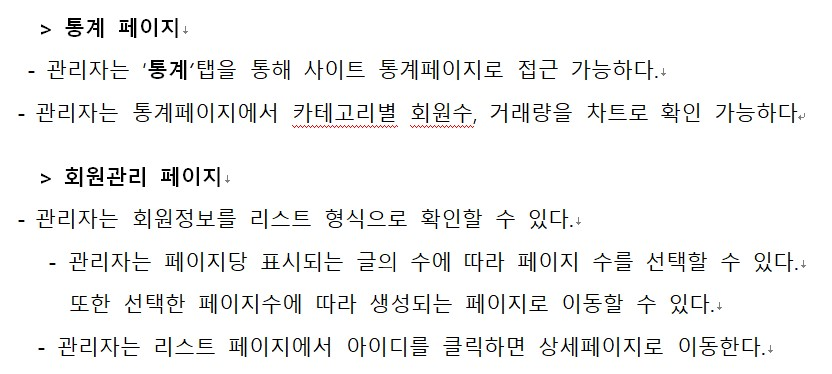 > 통계 페이지
- 관리자는 '통계'탭을 통해 사이트 통계페이지로 접근 가능하다.
- 관리자는 통계페이지에서 카테고리별 회원수, 거래량을 차트로 확인 가능하다
> 회원관리 페이지
- 관리자는 회원정보를 리스트 형식으로 확인할 수 있다.
- 관리자는 페이지당 표시되는 글의 수에 따라 페이지 수를 선택할 수 있다.
또한 선택한 페이지수에 따라 생성되는 페이지로 이동할 수 있다.
- 관리자는 리스트 페이지에서 아이디를 클릭하면 상세페이지로 이동한다.